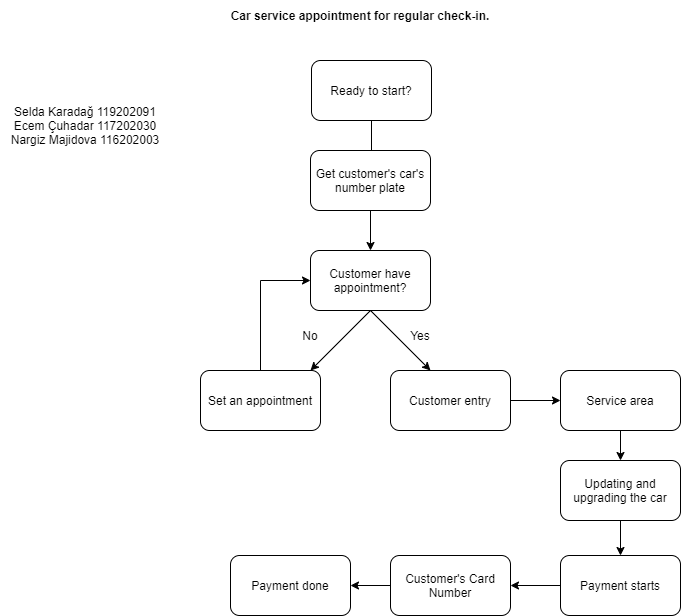 Car service appointment for regular check-in.
Ready to start?
Selda Karadağ 119202091
Ecem Çuhadar 117202030
Nargiz Majidova 116202003
Get customer's car's
number plate
Customer have
appointment?
No
Yes
Set an appointment
Customer entry
Service area
Updating and
upgrading the car
Payment done
Customer's Card
Number
Payment starts